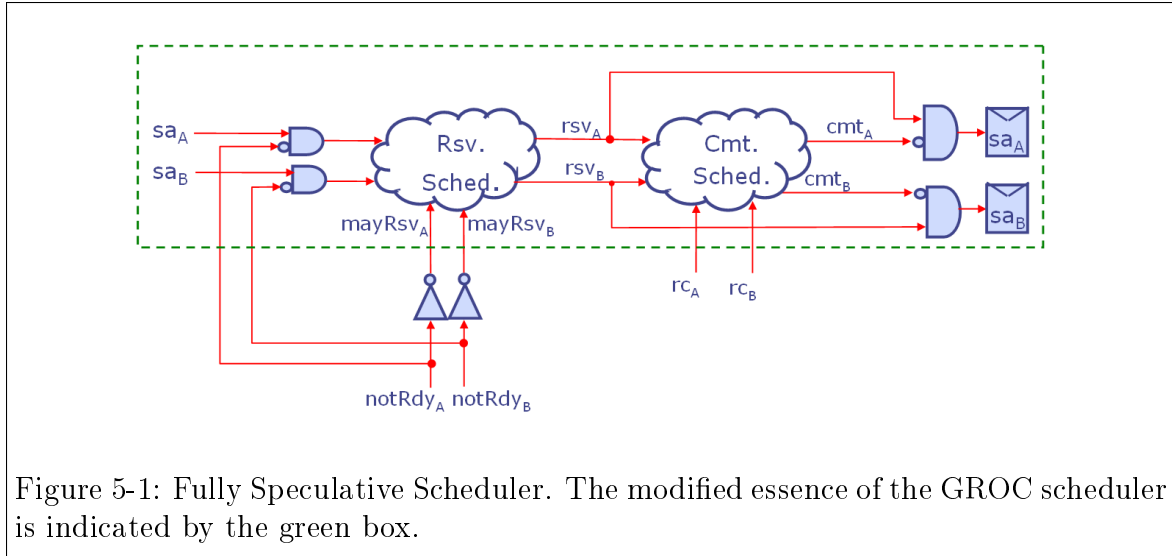 sa_A
sa_B
Rsv.
Sched.
rsv_A
rsv_B
Cmt.
Sched.
cmt_A
cmt_B
sa_A
sa_B
mayRsv_A mayRsv_B
rc_A rc_B
notRdy_A notRdy_B
Figure 5-1: Fully Speculative Scheduler. The modified essence of the GROC scheduler
is indicated by the green box.